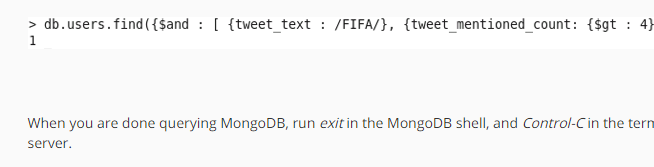 > db.users.find({$and : [ {tweet_text : /FIFA/}, {tweet_mentioned_count: {$gt : 4}
1
When you are done querying MongoDB, run exit in the MongoDB shell, and Control-C in the
server.